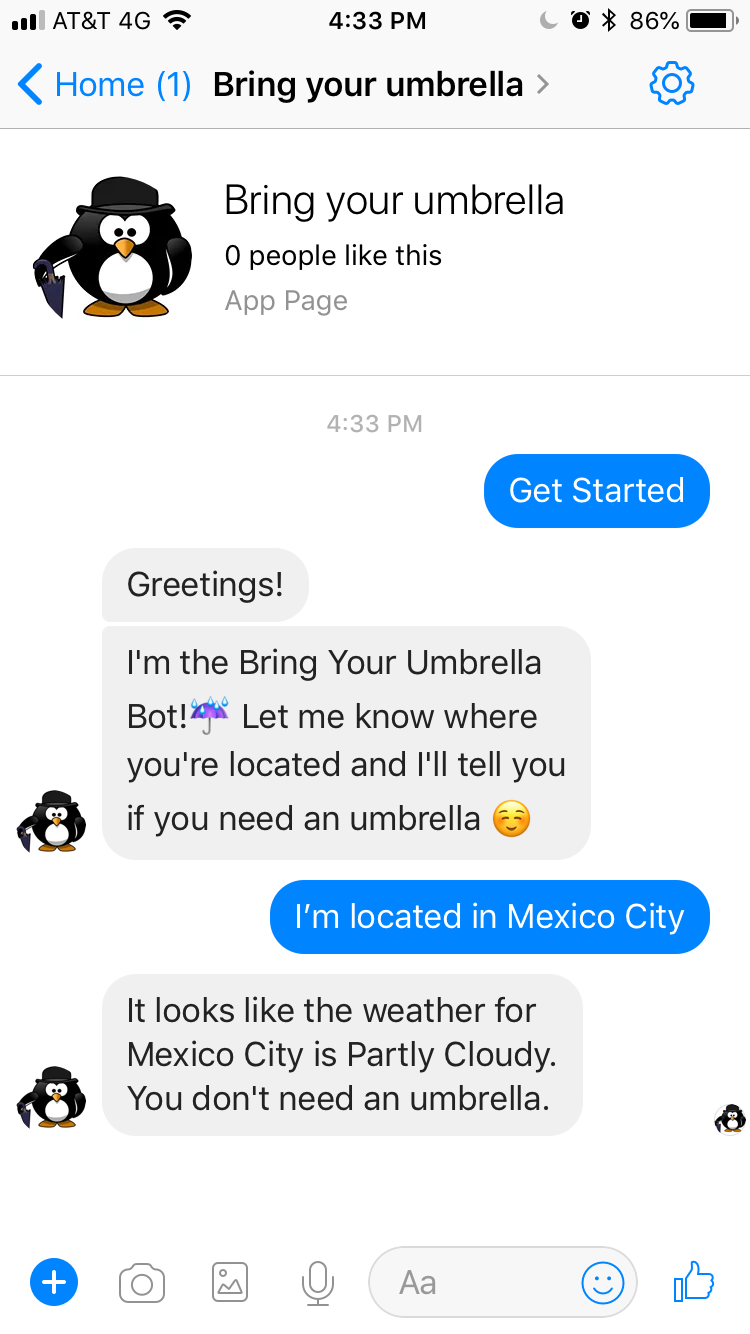 AT&T 4G 4:33 PM 86%
Home (1) Bring your umbrella
Bring your umbrella
0 people like this
App Page
4:33 PM
Get Started
Greetings!
I'm the Bring Your Umbrella
Bot!☔ Let me know where
you're located and I'll tell you
if you need an umbrella ☺️
I’m located in Mexico City
It looks like the weather for
Mexico City is Partly Cloudy.
You don't need an umbrella.
Aa